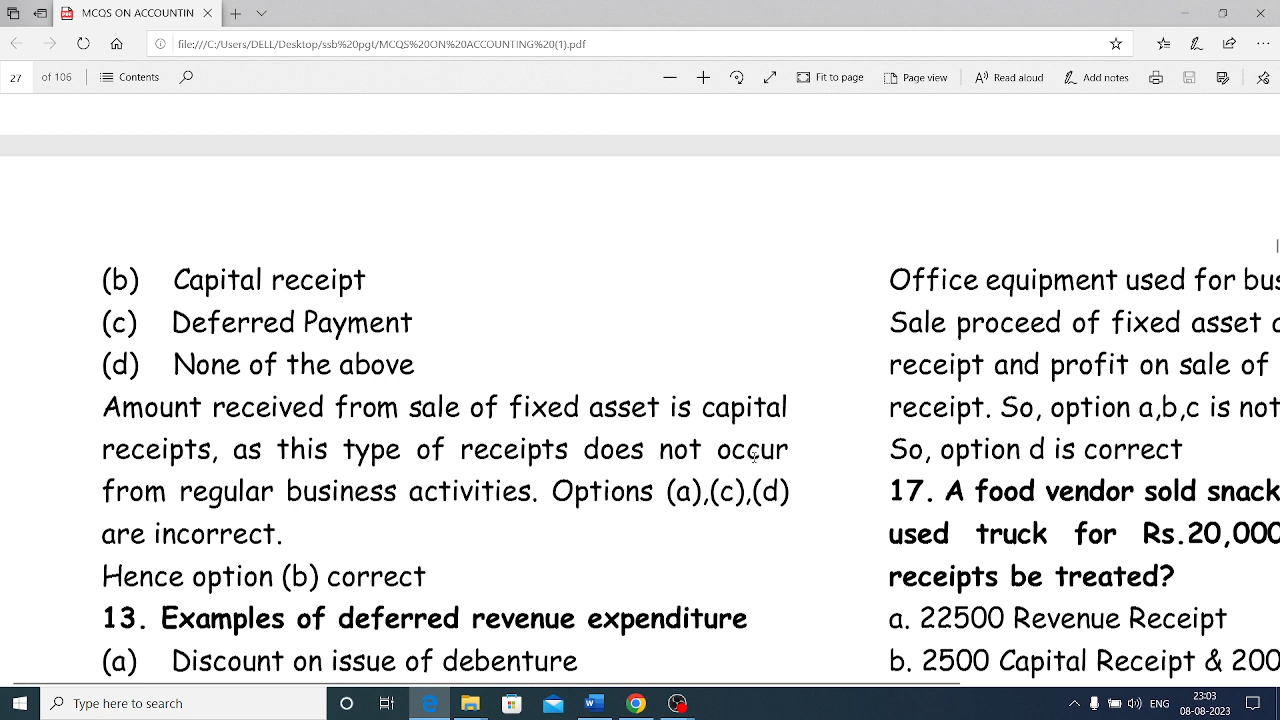 MCQS ON ACCOUNTIN
file:///C:/Users/DELL/Desktop/ssb%20pgt/MCQS%20ON%20ACCOUNTING%20(1).pdf
27 of 106 Contents Fit to page Page view Read aloud Add notes
(b) Capital receipt
(c) Deferred Payment
(d) None of the above
Amount received from sale of fixed asset is capital
receipts, as this type of receipts does not occur
from regular business activities. Options (a),(c),(d)
are incorrect.
Hence option (b) correct
13. Examples of deferred revenue expenditure
(a) Discount on issue of debenture
Office equipment used for bus
Sale proceed of fixed asset
receipt and profit on sale of
receipt. So, option a,b,c is not
So, option d is correct
17. A food vendor sold snack
used truck for Rs.20,000
receipts be treated?
a. 22500 Revenue Receipt
b. 2500 Capital Receipt & 200
Type here to search
ENG
23:03
08-08-2023